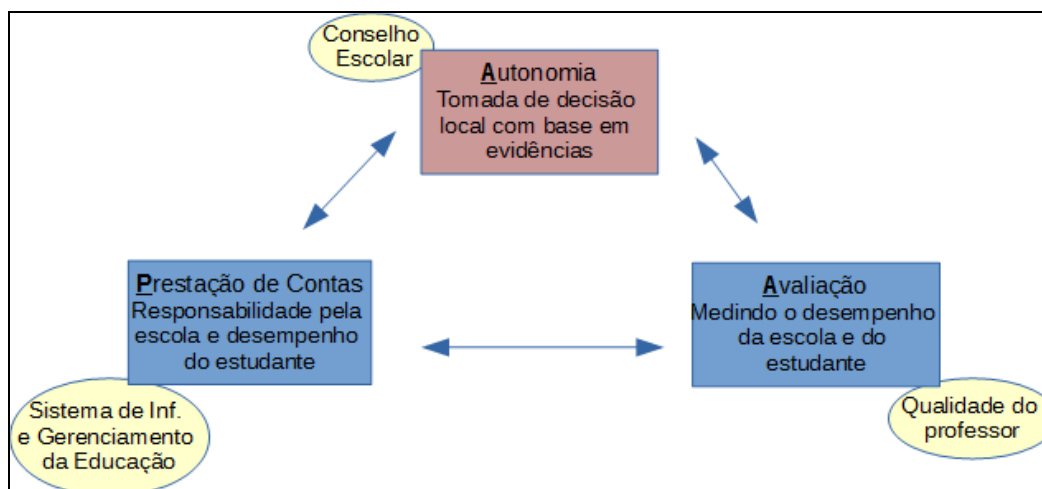 Conselho
Escolar
Autonomia
Tomada de decisão
local com base em
evidências
Prestação de Contas
Responsabilidade pela
escola e desempenho
do estudante
Avaliação
Medindo o desempenho
da escola e do
estudante
Sistema de Inf.
e Gerenciamento
da Educação
Qualidade do
professor